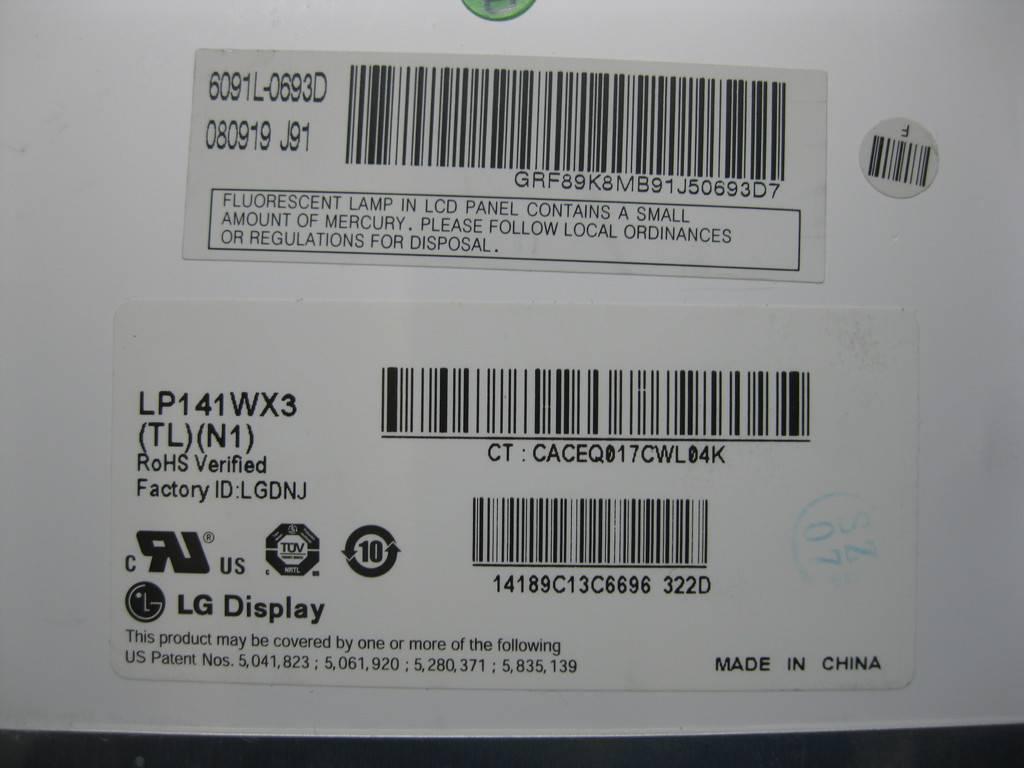 6091L-0693D
080919 J91
GRF89K8MB91J50693D7
FLUORESCENT LAMP IN LCD PANEL CONTAINS A SMALL
AMOUNT OF MERCURY. PLEASE FOLLOW LOCAL ORDINANCES
OR REGULATIONS FOR DISPOSAL.
F
LP141WX3
(TL)(N1)
RoHS Verified
Factory ID:LGDNJ
CT : CACEQ017CWL04K
14189C13C6696 322D
C RU ® US
TÜV
NRTL
10
LG Display
This product may be covered by one or more of the following
US Patent Nos. 5,041,823 ; 5,061,920 ; 5,280,371 ; 5,835,139
MADE IN CHINA